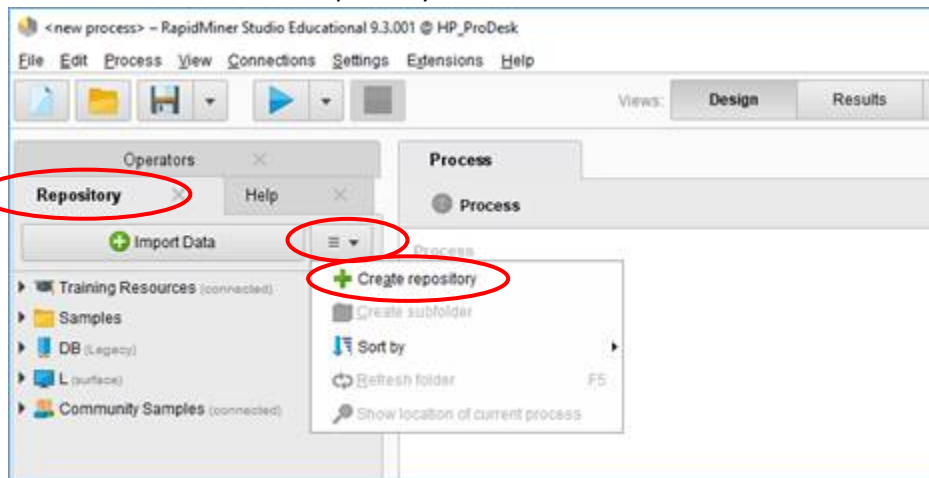 <new process> – RapidMiner Studio Educational 9.3.001 @ HP_ProDesk
File Edit Process View Connections Settings Extensions Help
Views: Design Results
Operators
Process
Repository Help
Process
Import Data
Process
Create repository
Training Resources (connected)
Create subfolder
Samples
Sort by
DB (Legacy)
Refresh folder F5
L (surface)
Show location of current process
Community Samples (connected)